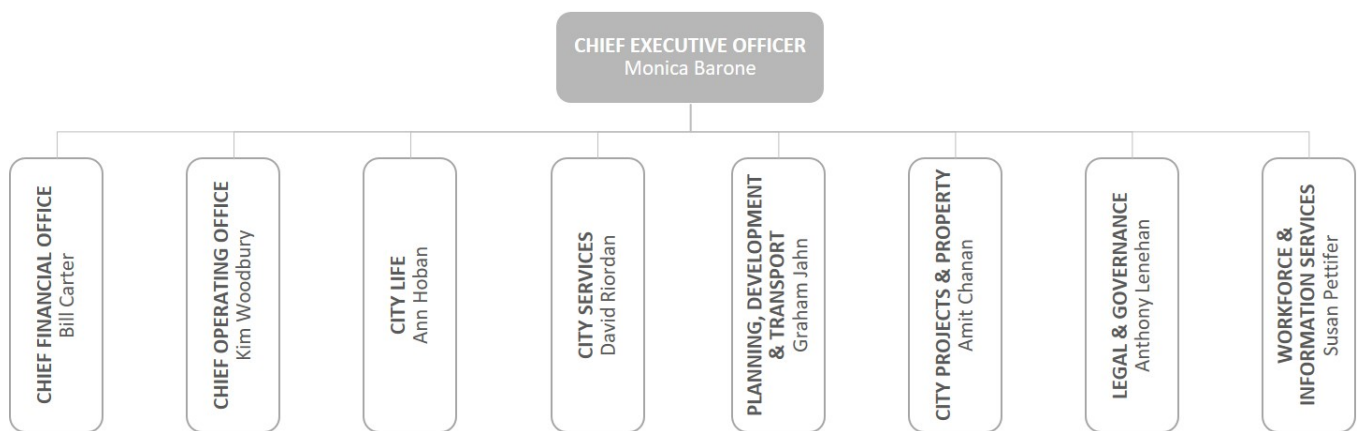 CHIEF EXECUTIVE OFFICER
Monica Barone
CHIEF FINANCIAL OFFICE
Bill Carter
CHIEF OPERATING OFFICE
Kim Woodbury
CITY LIFE
Ann Hoban
CITY SERVICES
David Riordan
PLANNING, DEVELOPMENT
& TRANSPORT
Graham Jahn
CITY PROJECTS & PROPERTY
Amit Chanan
LEGAL & GOVERNANCE
Anthony Lenehan
WORKFORCE &
INFORMATION SERVICES
Susan Pettifer